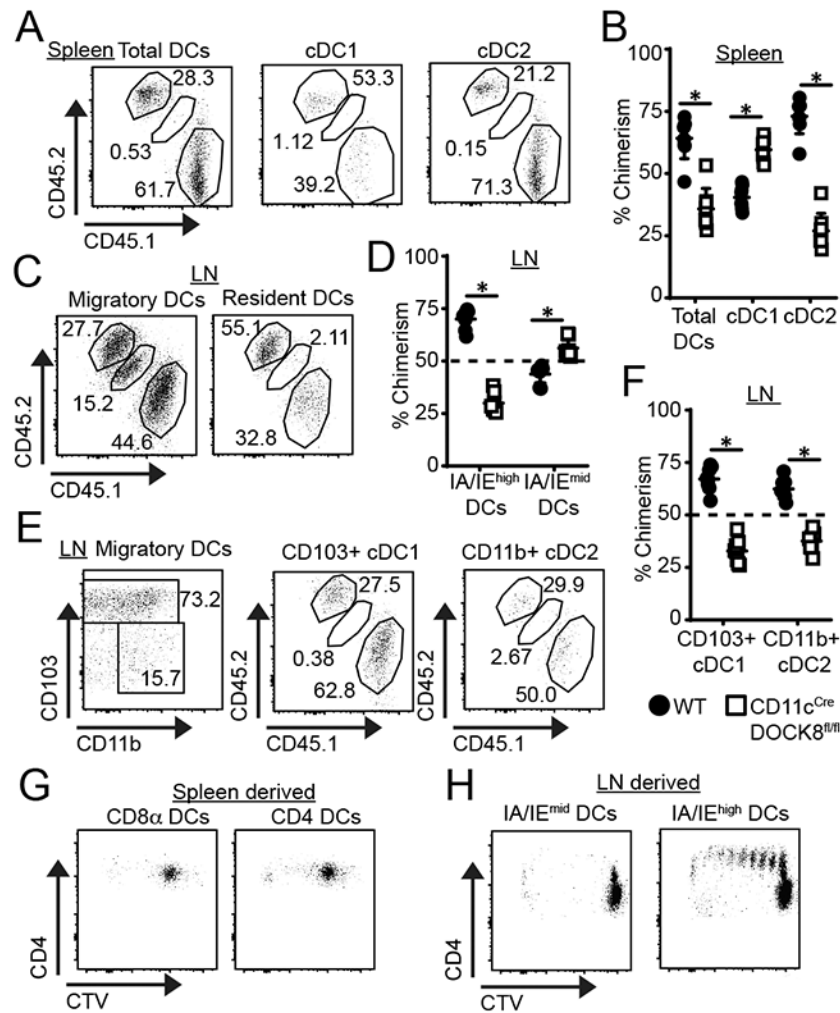 A
Spleen Total DCs
cDC1
cDC2
28.3
0.53
61.7
53.3
1.12
39.2
21.2
0.15
71.3
CD45.2
CD45.1
B
Spleen
% Chimerism
100
75
50
25
0
*
*
*
Total DCs
cDC1
cDC2
C
LN
Migratory DCs
Resident DCs
27.7
15.2
44.6
55.1
2.11
32.8
CD45.2
CD45.1
D
LN
% Chimerism
100
75
50
25
0
*
*
IA/IEhigh DCs
IA/IEmid DCs
E
LN Migratory DCs
CD103+ cDC1
CD11b+ cDC2
73.2
15.7
CD103
CD11b
27.5
0.38
62.8
CD45.2
CD45.1
29.9
2.67
50.0
CD45.2
CD45.1
F
LN
% Chimerism
100
75
50
25
0
*
*
CD103+ cDC1
CD11b+ cDC2
WT
CD11cCre
DOCK8fl/fl
G
Spleen derived
CD8α DCs
CD4 DCs
CD4
CTV
H
LN derived
IA/IEmid DCs
IA/IEhigh DCs
CD4
CTV